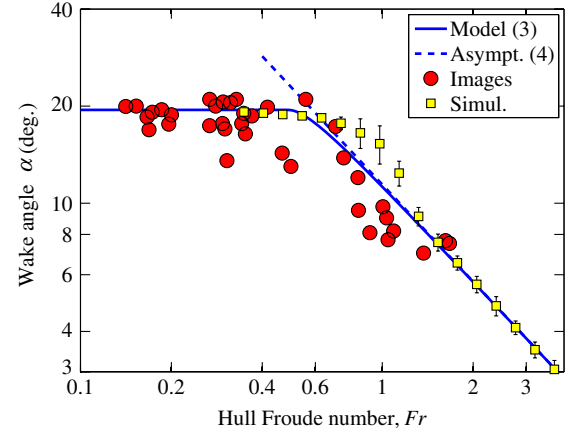 40
20
10
8
6
4
3
Wake angle α (deg.)
Model (3)
Asympt. (4)
Images
Simul.
0.1
0.2
0.4
0.6
1
2
3
Hull Froude number, Fr